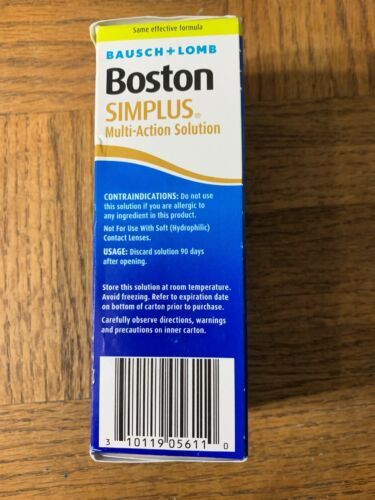 Same effective formula
BAUSCH + LOMB
Boston
SIMPLUS®
Multi-Action Solution
CONTRAINDICATIONS: Do not use
this solution if you are allergic to
any ingredient in this product.
Not For Use With Soft (Hydrophilic)
Contact Lenses.
USAGE: Discard solution 90 days
after opening.
Store this solution at room temperature.
Avoid freezing. Refer to expiration date
on bottom of carton prior to purchase.
Carefully observe directions, warnings
and precautions on inner carton.
3 10119 05611 0